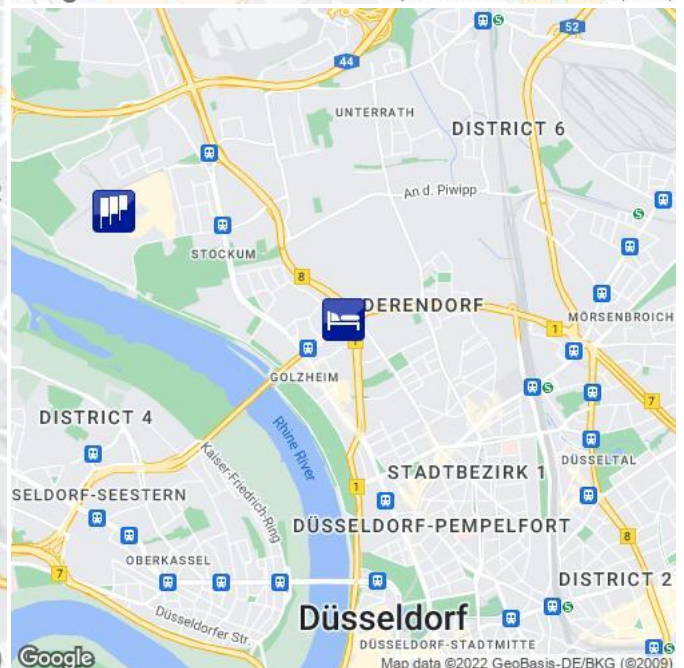 S
52
44
UNTERRATH
DISTRICT 6
An d. Piwipp
S
STOCKUM
8
DERENDORF
MÖRSENBROICH
1
GOLZHEIM
S
7
DISTRICT 4
Rhine River
Kaiser-Friedrich-Ring
DÜSSELTAL
STADTBEZIRK 1
SELDORF-SEESTERN
1
DÜSSELDORF-PEMPELFORT
8
OBERKASSEL
7
DISTRICT 2
Düsseldorfer Str.
Düsseldorf
S
DÜSSELDORF-STADTMITTE
S
Google
Map data ©2022 GeoBasis-DE/BKG (©2009)